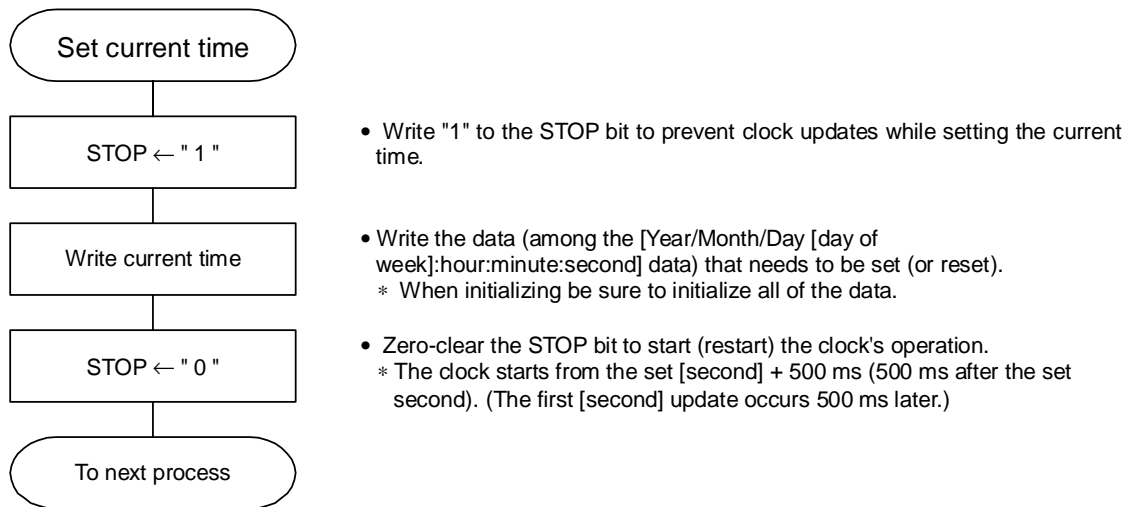 Set current time
STOP ← " 1 "
• Write "1" to the STOP bit to prevent clock updates while setting the current
time.
Write current time
• Write the data (among the [Year/Month/Day [day of
week]:hour:minute:second] data) that needs to be set (or reset).
* When initializing be sure to initialize all of the data.
STOP ← " 0 "
• Zero-clear the STOP bit to start (restart) the clock's operation.
* The clock starts from the set [second] + 500 ms (500 ms after the set
second). (The first [second] update occurs 500 ms later.)
To next process